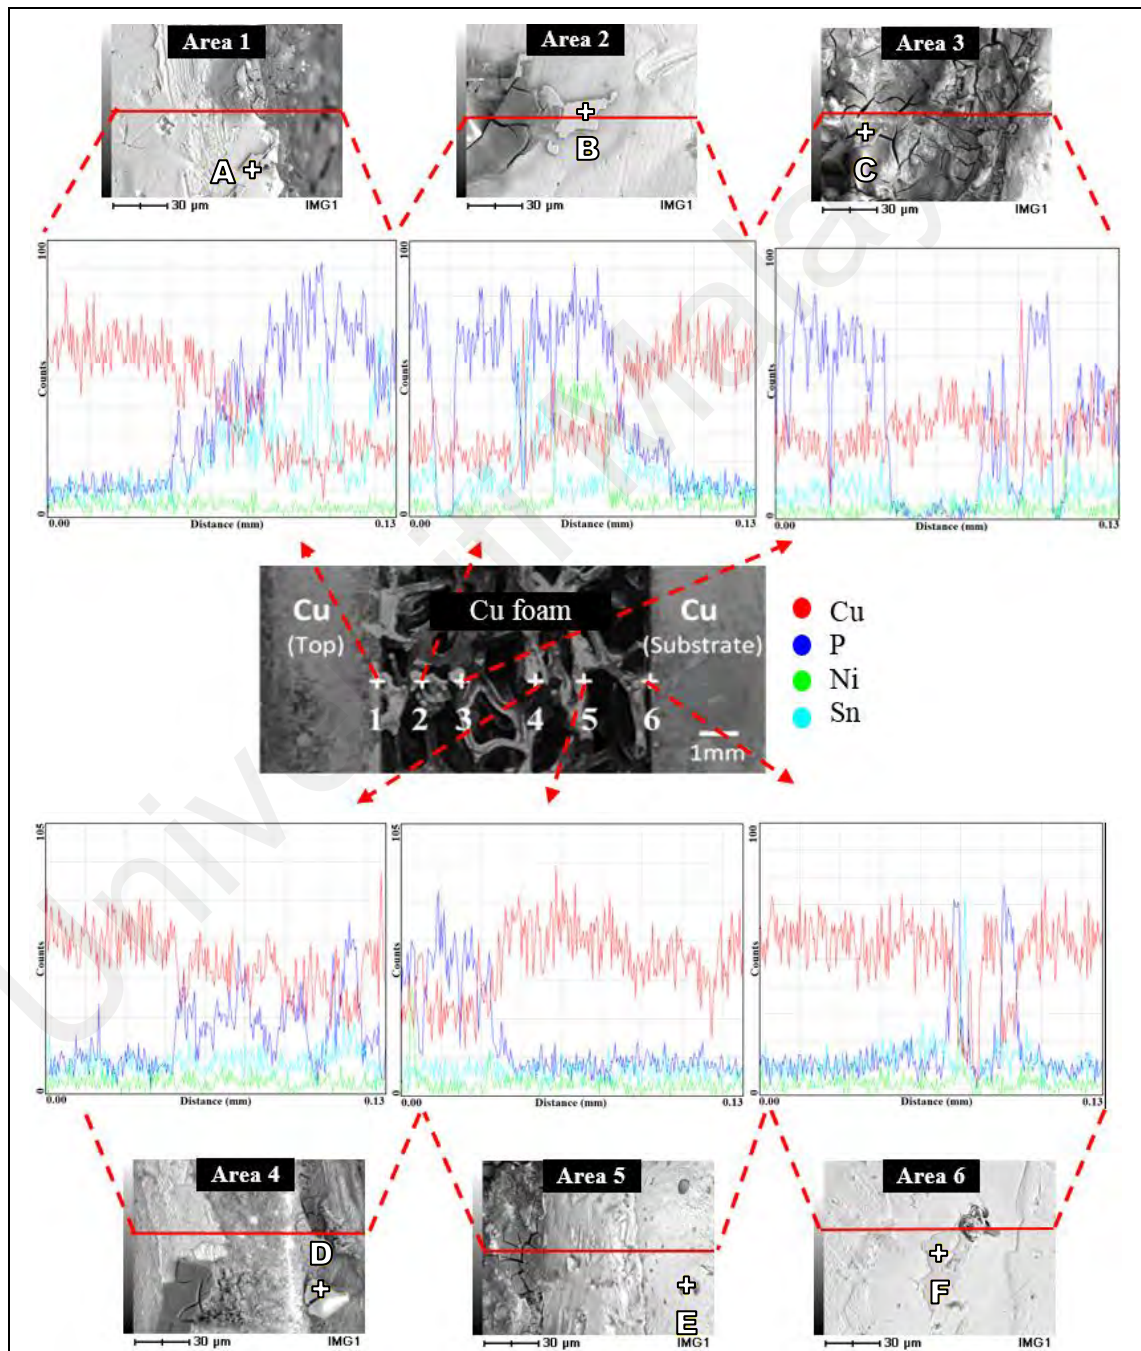 Area 1
Area 2
Area 3
A
B
C
30 µm
IMG1
30 µm
IMG1
30 µm
IMG1
100
Counts
0
0.00
Distance (mm)
0.13
100
Counts
0
0.00
Distance (mm)
0.13
100
Counts
0
0.00
Distance (mm)
0.13
Cu
(Top)
Cu foam
Cu
(Substrate)
1
2
3
4
5
6
1mm
Cu
P
Ni
Sn
105
Counts
0
0.00
Distance (mm)
0.13
105
Counts
0
0.00
Distance (mm)
0.13
100
Counts
0
0.00
Distance (mm)
0.13
Area 4
Area 5
Area 6
D
E
F
30 µm
IMG1
30 µm
IMG1
30 µm
IMG1